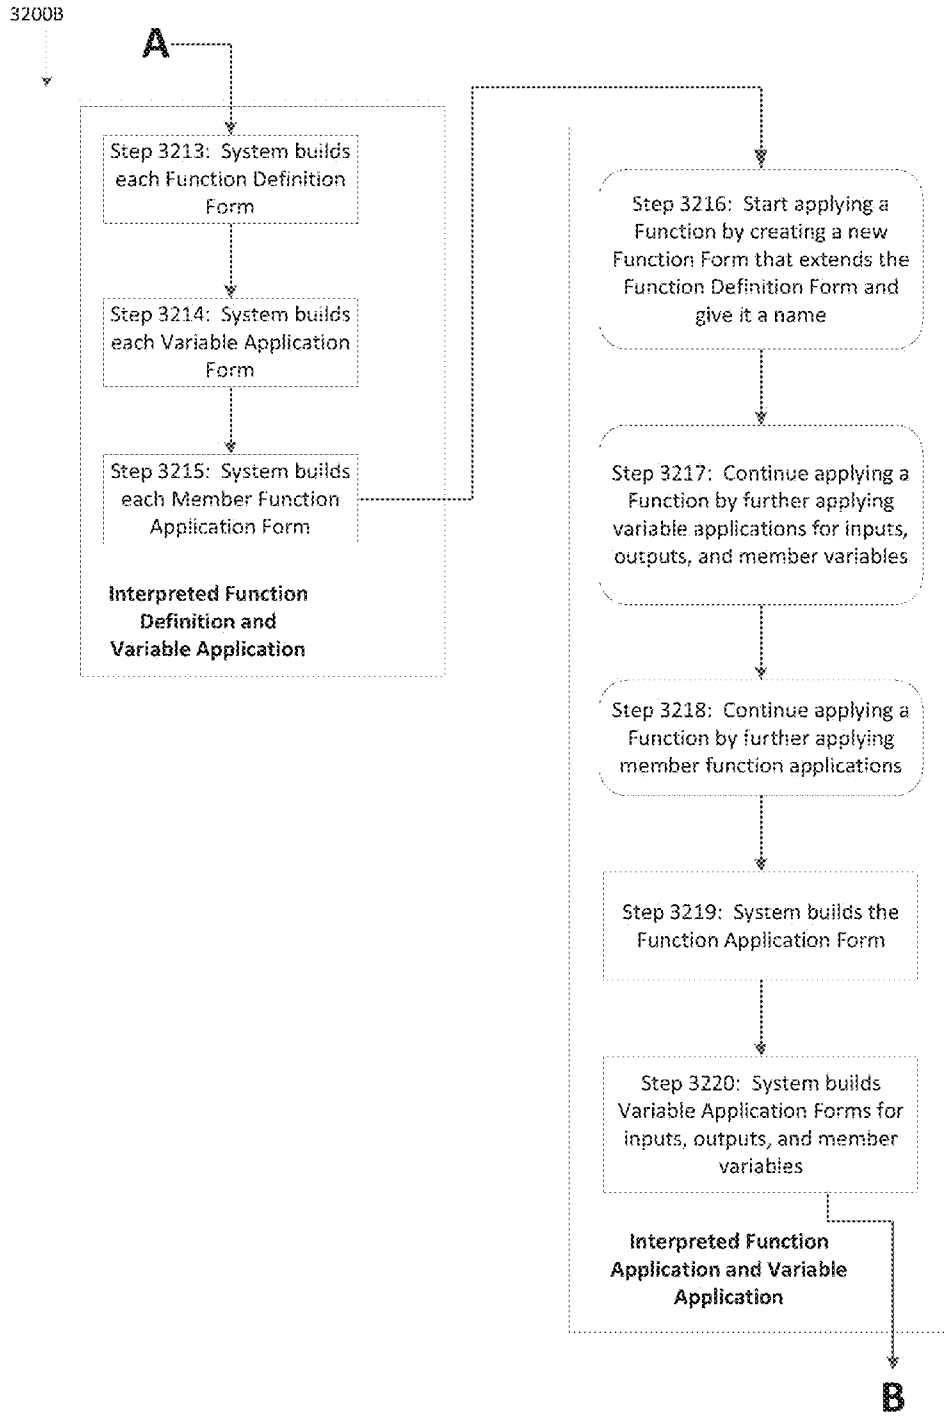 3200B
A
Step 3213: System builds
each Function Definition
Form
Step 3214: System builds
each Variable Application
Form
Step 3215: System builds
each Member Function
Application Form
Interpreted Function
Definition and
Variable Application
Step 3216: Start applying a
Function by creating a new
Function Form that extends the
Function Definition Form and
give it a name
Step 3217: Continue applying a
Function by further applying
variable applications for inputs,
outputs, and member variables
Step 3218: Continue applying a
Function by further applying
member function applications
Step 3219: System builds the
Function Application Form
Step 3220: System builds
Variable Application Forms for
inputs, outputs, and member
variables
Interpreted Function
Application and Variable
Application
B